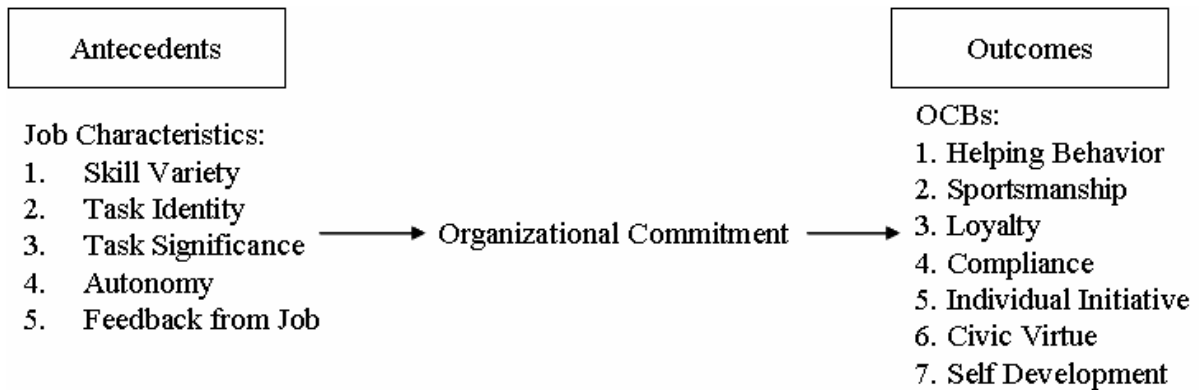 Antecedents
Job Characteristics:
1. Skill Variety
2. Task Identity
3. Task Significance
4. Autonomy
5. Feedback from Job
Organizational Commitment
Outcomes
OCBs:
1. Helping Behavior
2. Sportsmanship
3. Loyalty
4. Compliance
5. Individual Initiative
6. Civic Virtue
7. Self Development